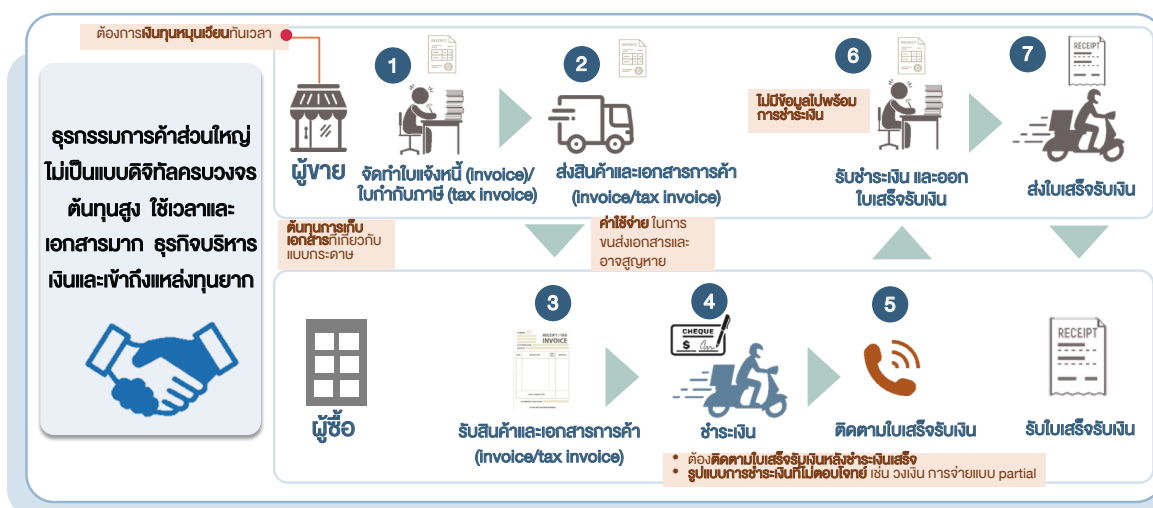 ต้องการเงินทุนหมุนเวียนทันเวลา
ธุรกรรมการค้าส่วนใหญ่
ไม่เป็นแบบดิจิทัลครบวงจร
ต้นทุนสูง ใช้เวลาและ
เอกสารมาก ธุรกิจบริหาร
เงินและเข้าถึงแหล่งทุนยาก
ผู้ขาย
1
INVOICE
จัดทำใบแจ้งหนี้ (invoice)/
ใบกำกับภาษี (tax invoice)
2
INVOICE
ส่งสินค้าและเอกสารการค้า
(invoice/tax invoice)
ไม่มีข้อมูลไปพร้อม
การชำระเงิน
6
INVOICE
รับชำระเงิน และออก
ใบเสร็จรับเงิน
7
RECEIPT
ส่งใบเสร็จรับเงิน
ต้นทุนการเก็บ
เอกสารที่เกี่ยวกับ
แบบกระดาษ
ค่าใช้จ่าย ในการ
ขนส่งเอกสารและ
อาจสูญหาย
ผู้ซื้อ
3
RECEIPT / TAX
INVOICE
รับสินค้าและเอกสารการค้า
(invoice/tax invoice)
4
CHEQUE
$
ชำระเงิน
5
ติดตามใบเสร็จรับเงิน
RECEIPT
รับใบเสร็จรับเงิน
• ต้องติดตามใบเสร็จรับเงินหลังชำระเงินเสร็จ
• รูปแบบการชำระเงินที่ไม่ตอบโจทย์ เช่น วงเงิน การจ่ายแบบ partial